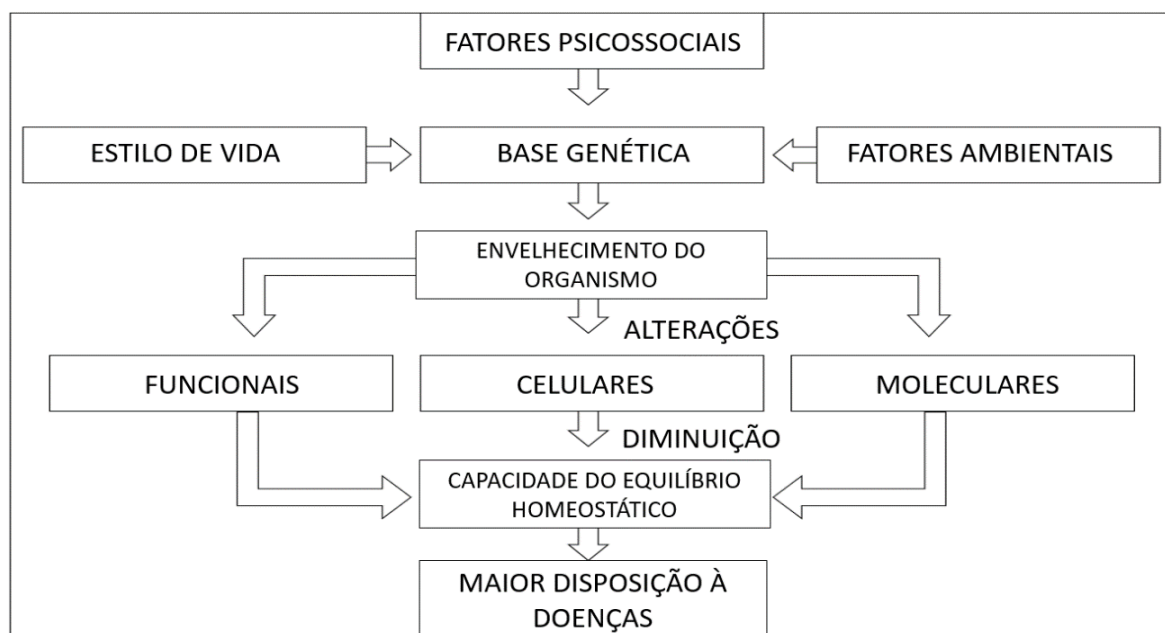 FATORES PSICOSSOCIAIS
ESTILO DE VIDA
BASE GENÉTICA
FATORES AMBIENTAIS
ENVELHECIMENTO DO
ORGANISMO
ALTERAÇÕES
FUNCIONAIS
CELULARES
MOLECULARES
DIMINUIÇÃO
CAPACIDADE DO EQUILÍBRIO
HOMEOSTÁTICO
MAIOR DISPOSIÇÃO À
DOENÇAS